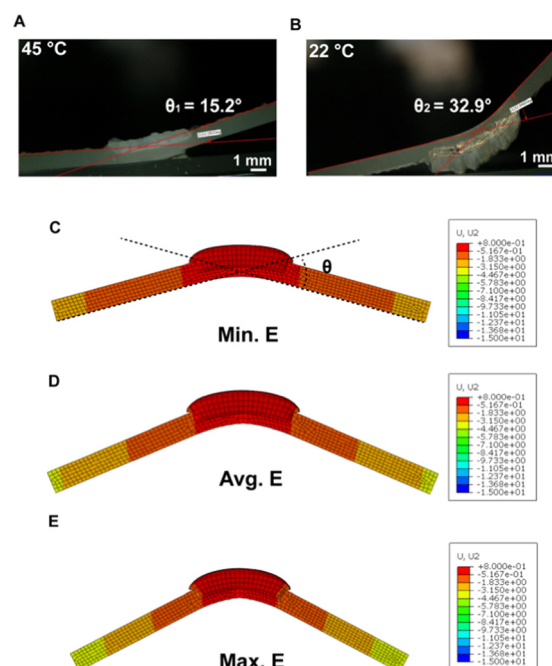 A
B
45 °C
22 °C
θ₁ = 15.2°
θ₂ = 32.9°
1 mm
1 mm
C
θ
Min. E
U, U2
+8.000e-01
-5.167e-01
-1.833e+00
-3.150e+00
-4.467e+00
-5.783e+00
-7.100e+00
-8.417e+00
-9.733e+00
-1.105e+01
-1.237e+01
-1.368e+01
-1.500e+01
D
Avg. E
U, U2
+8.000e-01
-5.167e-01
-1.833e+00
-3.150e+00
-4.467e+00
-5.783e+00
-7.100e+00
-8.417e+00
-9.733e+00
-1.105e+01
-1.237e+01
-1.368e+01
-1.500e+01
E
Max. E
U, U2
+8.000e-01
-5.167e-01
-1.833e+00
-3.150e+00
-4.467e+00
-5.783e+00
-7.100e+00
-8.417e+00
-9.733e+00
-1.105e+01
-1.237e+01
-1.368e+01
-1.500e+01